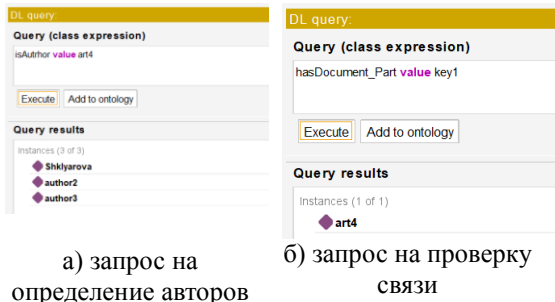 DL query:
Query (class expression)
isAutrhor value art4
Execute
Add to ontology
Query results
Instances (3 of 3)
Shklyarova
author2
author3
а) запрос на
определение авторов
DL query:
Query (class expression)
hasDocument_Part value key1
Execute
Add to ontology
Query results
Instances (1 of 1)
art4
б) запрос на проверку
связи